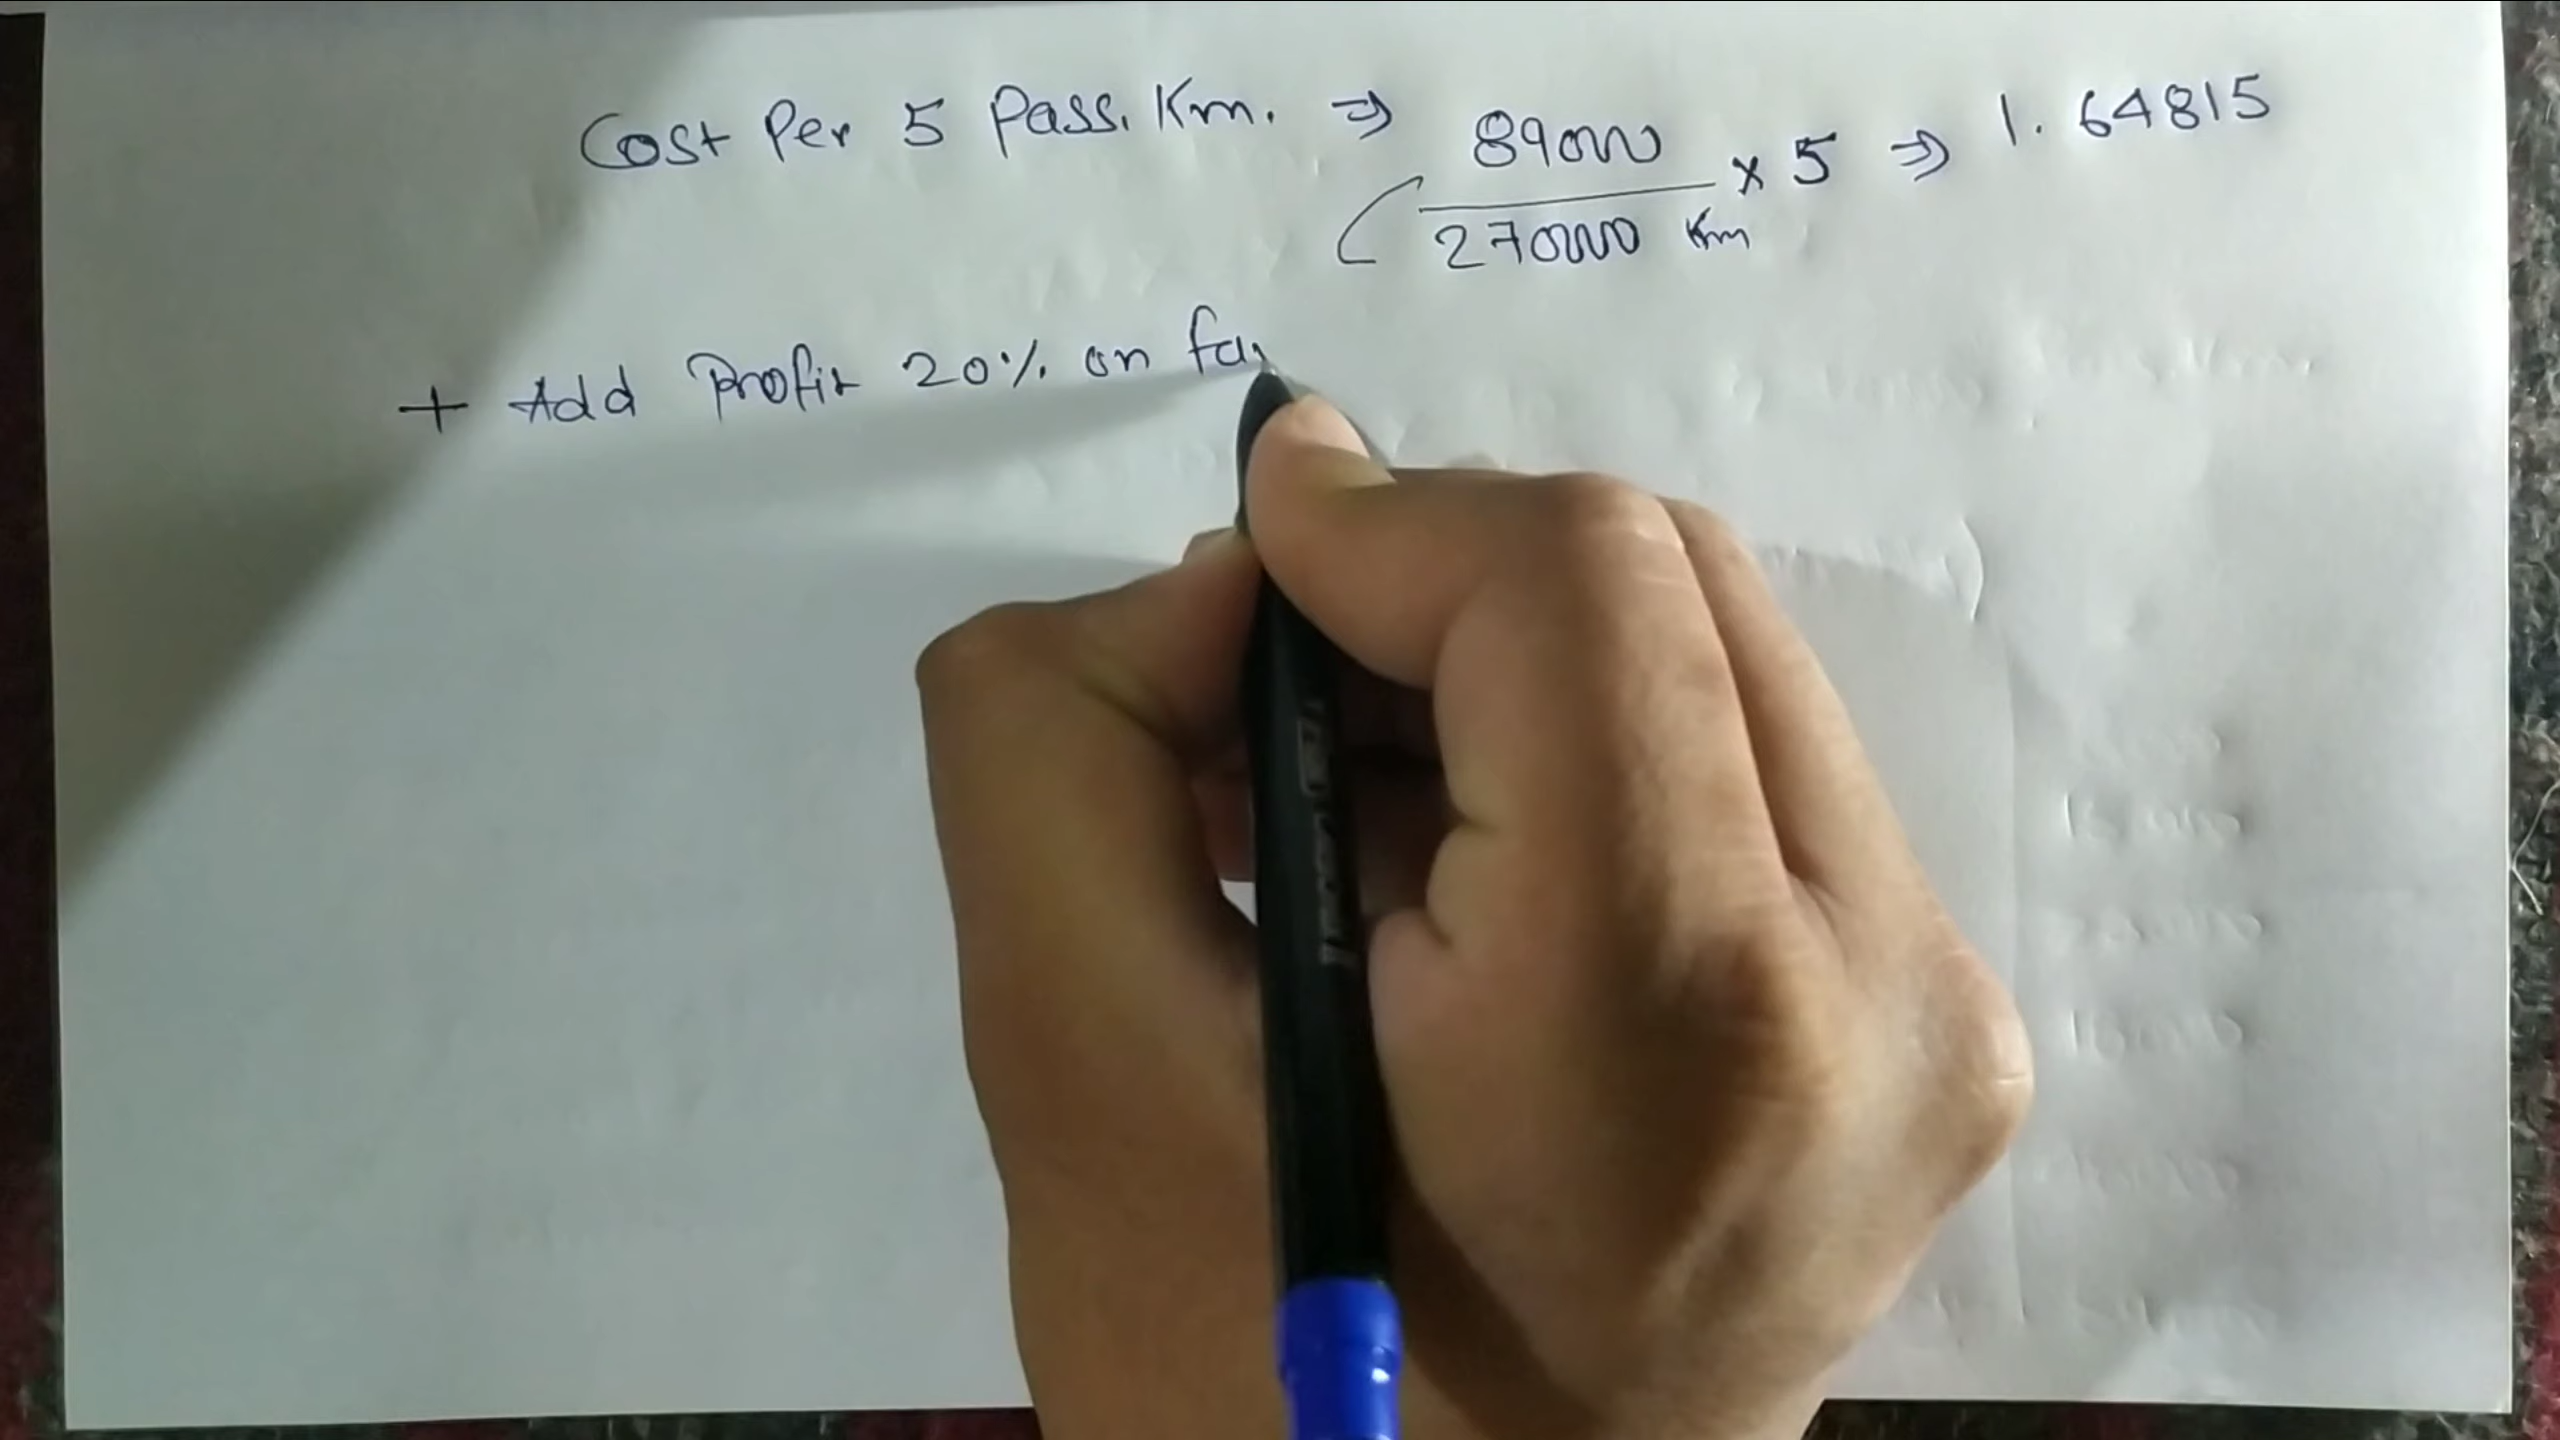 Cost Per 5 Pass. Km. ⇒ 89000 / 270000 Km × 5 ⇒ 1.64815
+ Add Profit 20% on fa